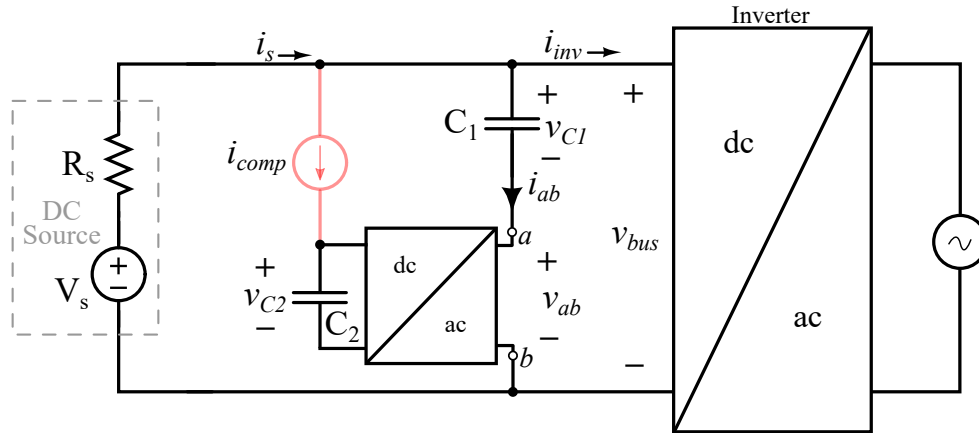 Inverter
i_s
i_inv
+
+
C_1
v_C1
−
dc
R_s
i_comp
i_ab
DC
Source
a
v_bus
+
V_s
−
+
v_C2
−
C_2
dc
ac
+
v_ab
−
b
−
ac